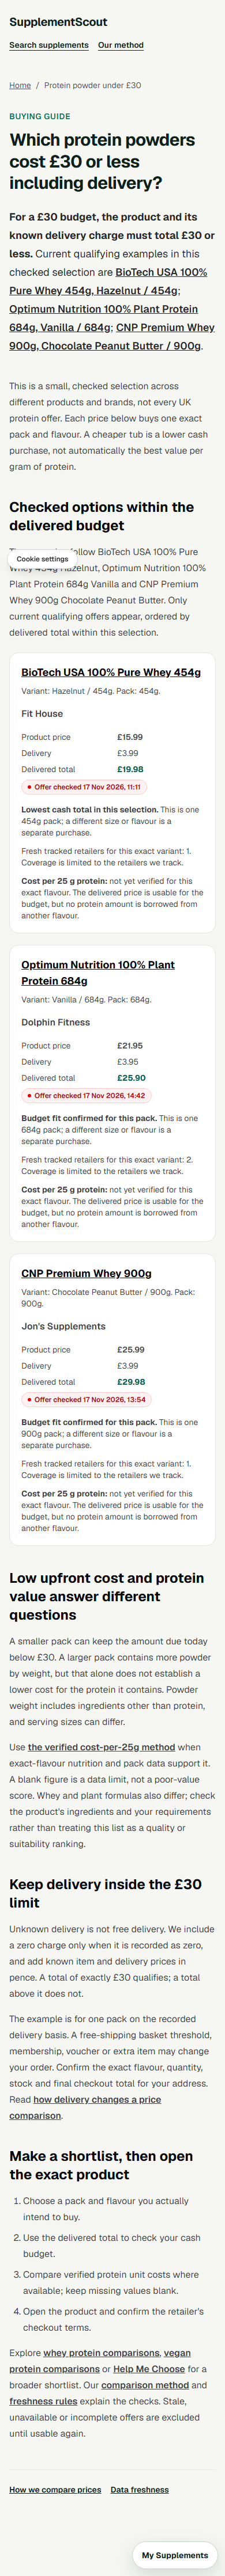 SupplementScout
Search supplements Our method
Home / Protein powder under £30
BUYING GUIDE
Which protein powders
cost £30 or less
including delivery?
For a £30 budget, the product and its
known delivery charge must total £30 or
less. Current qualifying examples in this
checked selection are BioTech USA 100%
Pure Whey 454g, Hazelnut / 454g;
Optimum Nutrition 100% Plant Protein
684g, Vanilla / 684g; CNP Premium Whey
900g, Chocolate Peanut Butter / 900g.
This is a small, checked selection across
different products and brands, not every UK
protein offer. Each price below buys one exact
pack and flavour. A cheaper tub is a lower cash
purchase, not automatically the best value per
gram of protein.
Checked options within the
delivered budget
Cookie settings
follow BioTech USA 100% Pure
Whey 454g Hazelnut, Optimum Nutrition 100%
Plant Protein 684g Vanilla and CNP Premium
Whey 900g Chocolate Peanut Butter. Only
current qualifying offers appear, ordered by
delivered total within this selection.
BioTech USA 100% Pure Whey 454g
Variant: Hazelnut / 454g. Pack: 454g.
Fit House
Product price £15.99
Delivery £3.99
Delivered total £19.98
Offer checked 17 Nov 2026, 11:11
Lowest cash total in this selection. This is one
454g pack; a different size or flavour is a
separate purchase.
Fresh tracked retailers for this exact variant: 1.
Coverage is limited to the retailers we track.
Cost per 25 g protein: not yet verified for this
exact flavour. The delivered price is usable for the
budget, but no protein amount is borrowed from
another flavour.
Optimum Nutrition 100% Plant
Protein 684g
Variant: Vanilla / 684g. Pack: 684g.
Dolphin Fitness
Product price £21.95
Delivery £3.95
Delivered total £25.90
Offer checked 17 Nov 2026, 14:42
Budget fit confirmed for this pack. This is one
684g pack; a different size or flavour is a
separate purchase.
Fresh tracked retailers for this exact variant: 2.
Coverage is limited to the retailers we track.
Cost per 25 g protein: not yet verified for this
exact flavour. The delivered price is usable for the
budget, but no protein amount is borrowed from
another flavour.
CNP Premium Whey 900g
Variant: Chocolate Peanut Butter / 900g. Pack:
900g.
Jon's Supplements
Product price £25.99
Delivery £3.99
Delivered total £29.98
Offer checked 17 Nov 2026, 13:54
Budget fit confirmed for this pack. This is one
900g pack; a different size or flavour is a
separate purchase.
Fresh tracked retailers for this exact variant: 1.
Coverage is limited to the retailers we track.
Cost per 25 g protein: not yet verified for this
exact flavour. The delivered price is usable for the
budget, but no protein amount is borrowed from
another flavour.
Low upfront cost and protein
value answer different
questions
A smaller pack can keep the amount due today
below £30. A larger pack contains more powder
by weight, but that alone does not establish a
lower cost for the protein it contains. Powder
weight includes ingredients other than protein,
and serving sizes can differ.
Use the verified cost-per-25g method when
exact-flavour nutrition and pack data support it.
A blank figure is a data limit, not a poor-value
score. Whey and plant formulas also differ; check
the product's ingredients and your requirements
rather than treating this list as a quality or
suitability ranking.
Keep delivery inside the £30
limit
Unknown delivery is not free delivery. We include
a zero charge only when it is recorded as zero,
and add known item and delivery prices in
pence. A total of exactly £30 qualifies; a total
above it does not.
The example is for one pack on the recorded
delivery basis. A free-shipping basket threshold,
membership, voucher or extra item may change
your order. Confirm the exact flavour, quantity,
stock and final checkout total for your address.
Read how delivery changes a price
comparison.
Make a shortlist, then open
the exact product
1. Choose a pack and flavour you actually
intend to buy.
2. Use the delivered total to check your cash
budget.
3. Compare verified protein unit costs where
available; keep missing values blank.
4. Open the product and confirm the retailer's
checkout terms.
Explore whey protein comparisons, vegan
protein comparisons or Help Me Choose for a
broader shortlist. Our comparison method and
freshness rules explain the checks. Stale,
unavailable or incomplete offers are excluded
until usable again.
How we compare prices Data freshness
My Supplements